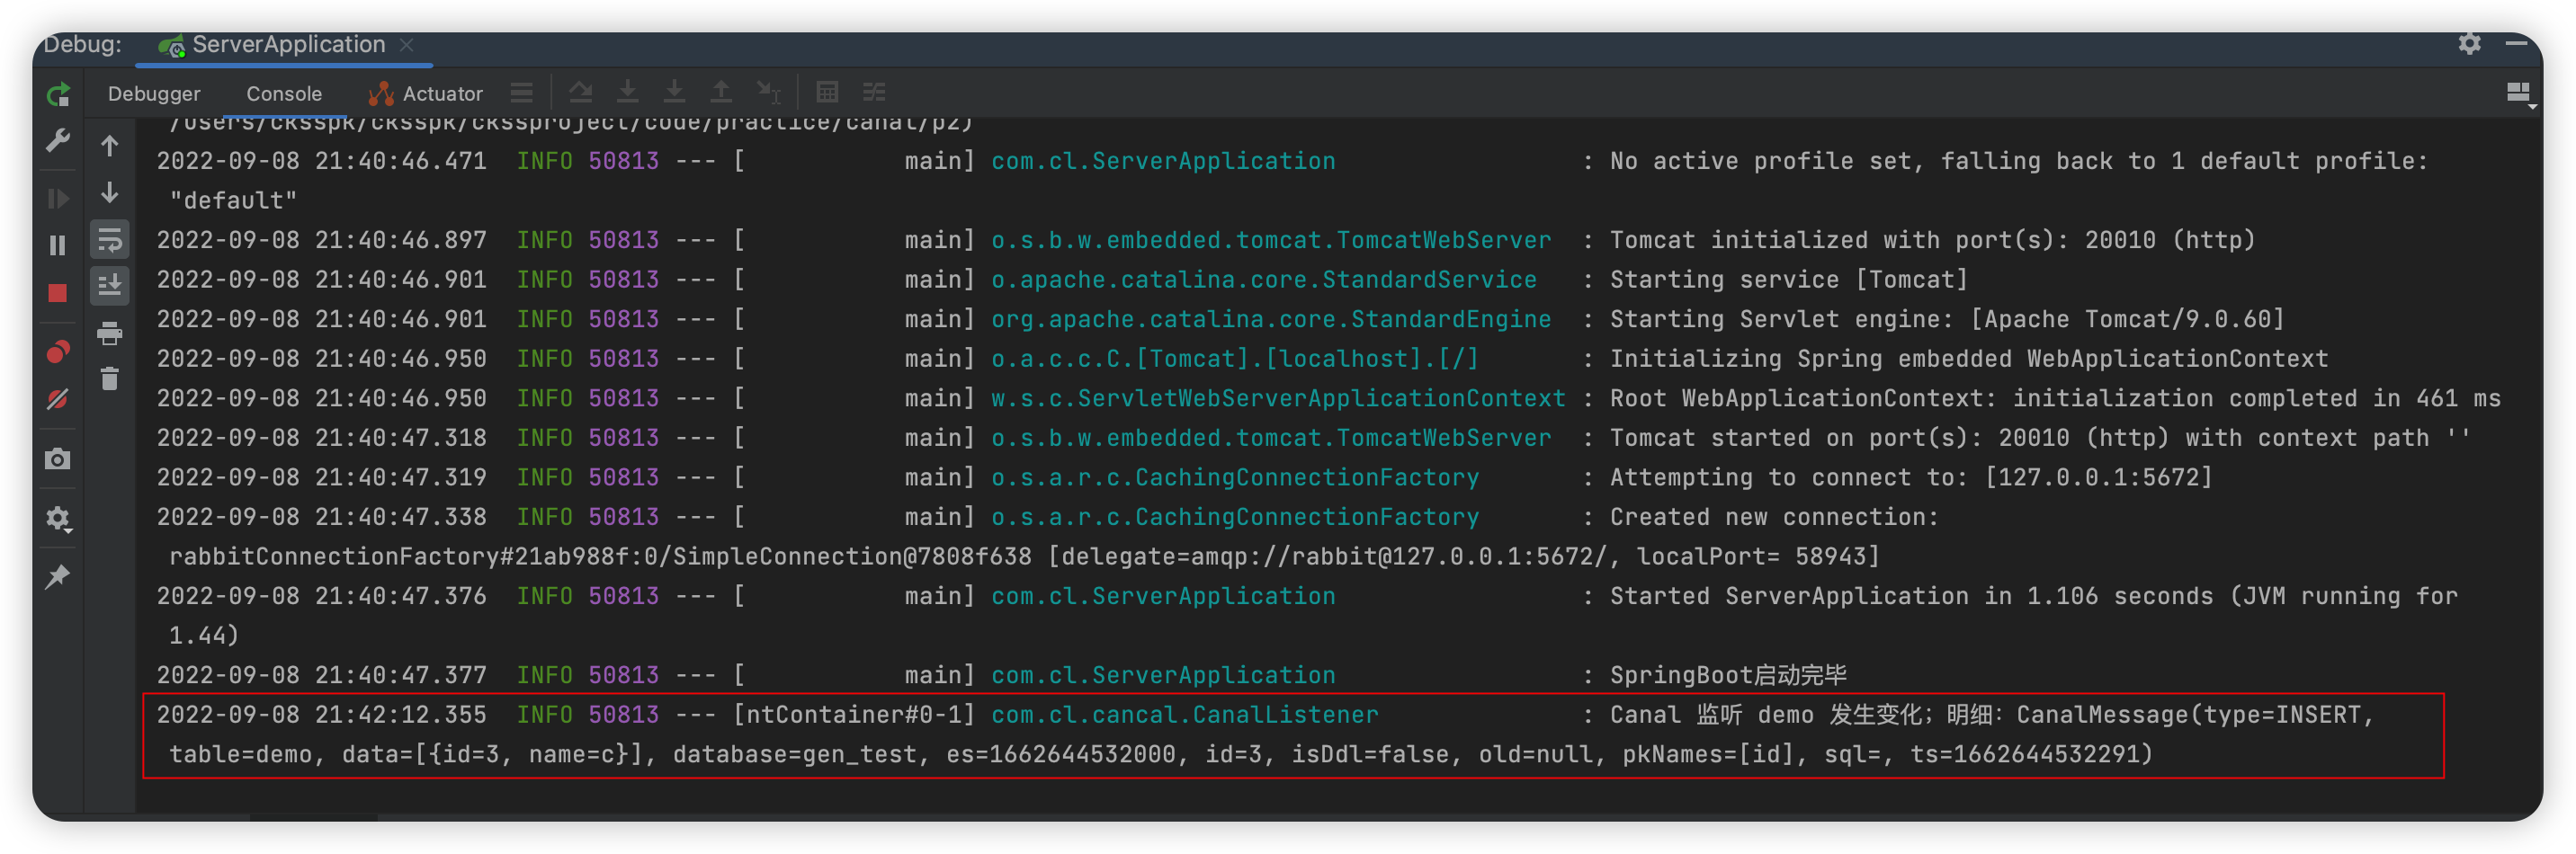 Debug: ServerApplication
Debugger Console Actuator
/Users/cksspk/cksspk/ckssproject/code/practice/canal/p2)
2022-09-08 21:40:46.471  INFO 50813 --- [           main] com.cl.ServerApplication                 : No active profile set, falling back to 1 default profile:
"default"
2022-09-08 21:40:46.897  INFO 50813 --- [           main] o.s.b.w.embedded.tomcat.TomcatWebServer  : Tomcat initialized with port(s): 20010 (http)
2022-09-08 21:40:46.901  INFO 50813 --- [           main] o.apache.catalina.core.StandardService   : Starting service [Tomcat]
2022-09-08 21:40:46.901  INFO 50813 --- [           main] org.apache.catalina.core.StandardEngine  : Starting Servlet engine: [Apache Tomcat/9.0.60]
2022-09-08 21:40:46.950  INFO 50813 --- [           main] o.a.c.c.C.[Tomcat].[localhost].[/]       : Initializing Spring embedded WebApplicationContext
2022-09-08 21:40:46.950  INFO 50813 --- [           main] w.s.c.ServletWebServerApplicationContext : Root WebApplicationContext: initialization completed in 461 ms
2022-09-08 21:40:47.318  INFO 50813 --- [           main] o.s.b.w.embedded.tomcat.TomcatWebServer  : Tomcat started on port(s): 20010 (http) with context path ''
2022-09-08 21:40:47.319  INFO 50813 --- [           main] o.s.a.r.c.CachingConnectionFactory       : Attempting to connect to: [127.0.0.1:5672]
2022-09-08 21:40:47.338  INFO 50813 --- [           main] o.s.a.r.c.CachingConnectionFactory       : Created new connection:
rabbitConnectionFactory#21ab988f:0/SimpleConnection@7808f638 [delegate=amqp://rabbit@127.0.0.1:5672/, localPort= 58943]
2022-09-08 21:40:47.376  INFO 50813 --- [           main] com.cl.ServerApplication                 : Started ServerApplication in 1.106 seconds (JVM running for
1.44)
2022-09-08 21:40:47.377  INFO 50813 --- [           main] com.cl.ServerApplication                 : SpringBoot启动完毕
2022-09-08 21:42:12.355  INFO 50813 --- [ntContainer#0-1] com.cl.cancal.CanalListener              : Canal 监听 demo 发生变化；明细：CanalMessage(type=INSERT,
table=demo, data=[{id=3, name=c}], database=gen_test, es=1662644532000, id=3, isDdl=false, old=null, pkNames=[id], sql=, ts=1662644532291)